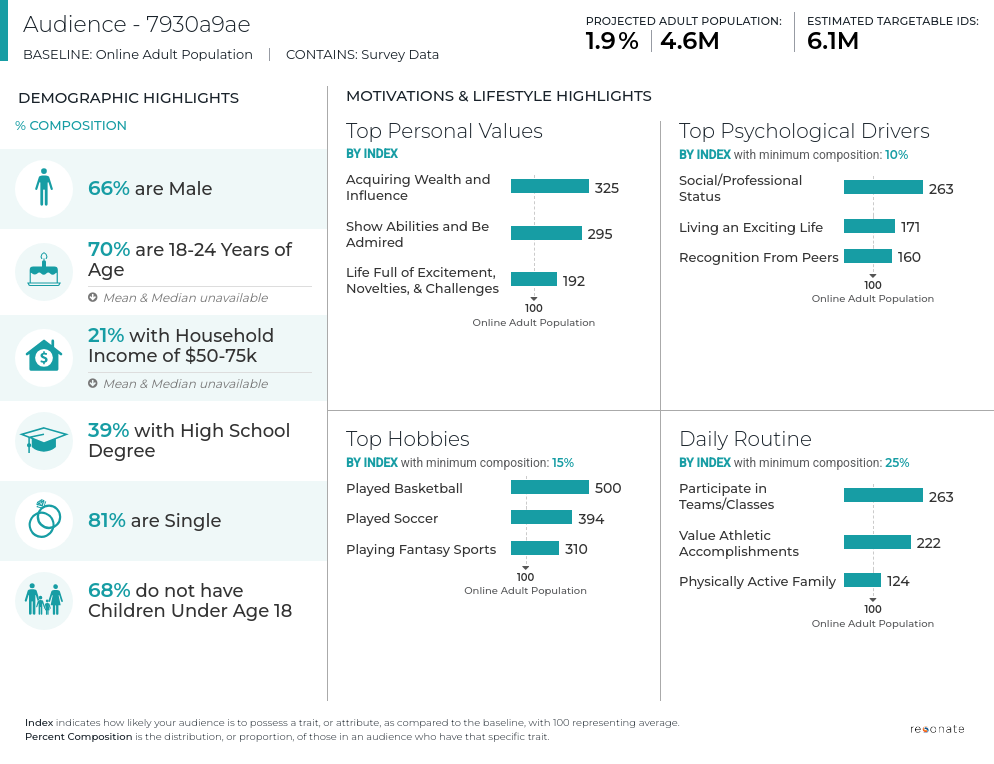 Audience - 7930a9ae
BASELINE: Online Adult Population | CONTAINS: Survey Data
PROJECTED ADULT POPULATION:
1.9% | 4.6M
ESTIMATED TARGETABLE IDS:
6.1M
DEMOGRAPHIC HIGHLIGHTS
% COMPOSITION
66% are Male
70% are 18-24 Years of
Age
Mean & Median unavailable
$
21% with Household
Income of $50-75k
Mean & Median unavailable
39% with High School
Degree
81% are Single
68% do not have
Children Under Age 18
MOTIVATIONS & LIFESTYLE HIGHLIGHTS
Top Personal Values
BY INDEX
Acquiring Wealth and
Influence
325
Show Abilities and Be
Admired
295
Life Full of Excitement,
Novelties, & Challenges
192
100
Online Adult Population
Top Psychological Drivers
BY INDEX with minimum composition: 10%
Social/Professional
Status
263
Living an Exciting Life 171
Recognition From Peers 160
100
Online Adult Population
Top Hobbies
BY INDEX with minimum composition: 15%
Played Basketball 500
Played Soccer 394
Playing Fantasy Sports 310
100
Online Adult Population
Daily Routine
BY INDEX with minimum composition: 25%
Participate in
Teams/Classes
263
Value Athletic
Accomplishments
222
Physically Active Family 124
100
Online Adult Population
Index indicates how likely your audience is to possess a trait, or attribute, as compared to the baseline, with 100 representing average.
Percent Composition is the distribution, or proportion, of those in an audience who have that specific trait.
resonate